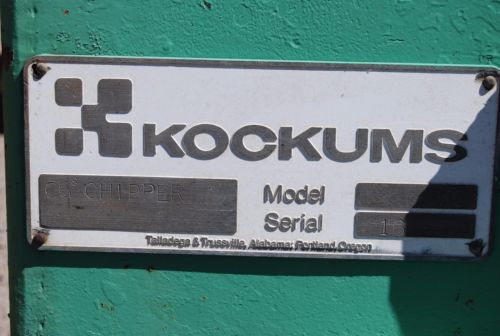 KOCKUMS
CHIPPER
Model
Serial
Talladega & Trussville, Alabama; Portland, Oregon